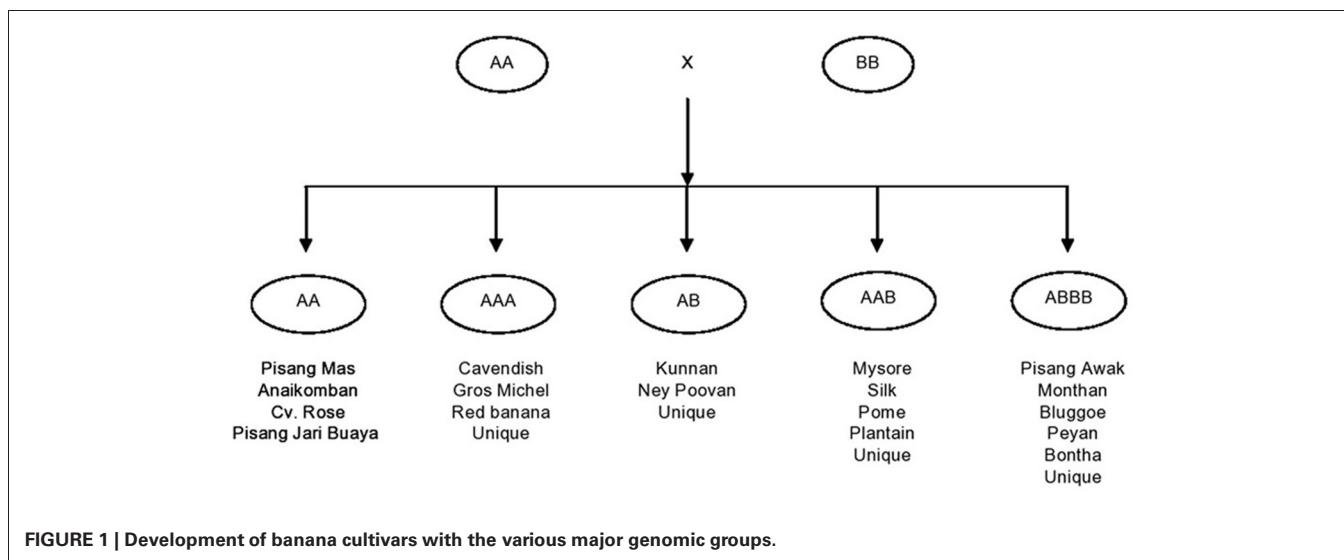 AA X BB
AA AAA AB AAB ABBB
Pisang Mas
Anaikomban
Cv. Rose
Pisang Jari Buaya
Cavendish
Gros Michel
Red banana
Unique
Kunnan
Ney Poovan
Unique
Mysore
Silk
Pome
Plantain
Unique
Pisang Awak
Monthan
Bluggoe
Peyan
Bontha
Unique
FIGURE 1 | Development of banana cultivars with the various major genomic groups.